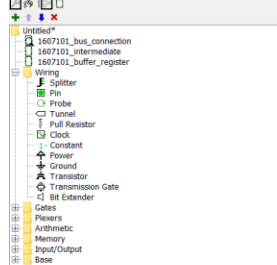 Untitled*
1607101_bus_connection
1607101_intermediate
1607101_buffer_register
Wiring
Splitter
Pin
Probe
Tunnel
Pull Resistor
Clock
1 Constant
Power
Ground
Transistor
Transmission Gate
Bit Extender
Gates
Plexers
Arithmetic
Memory
Input/Output
Base